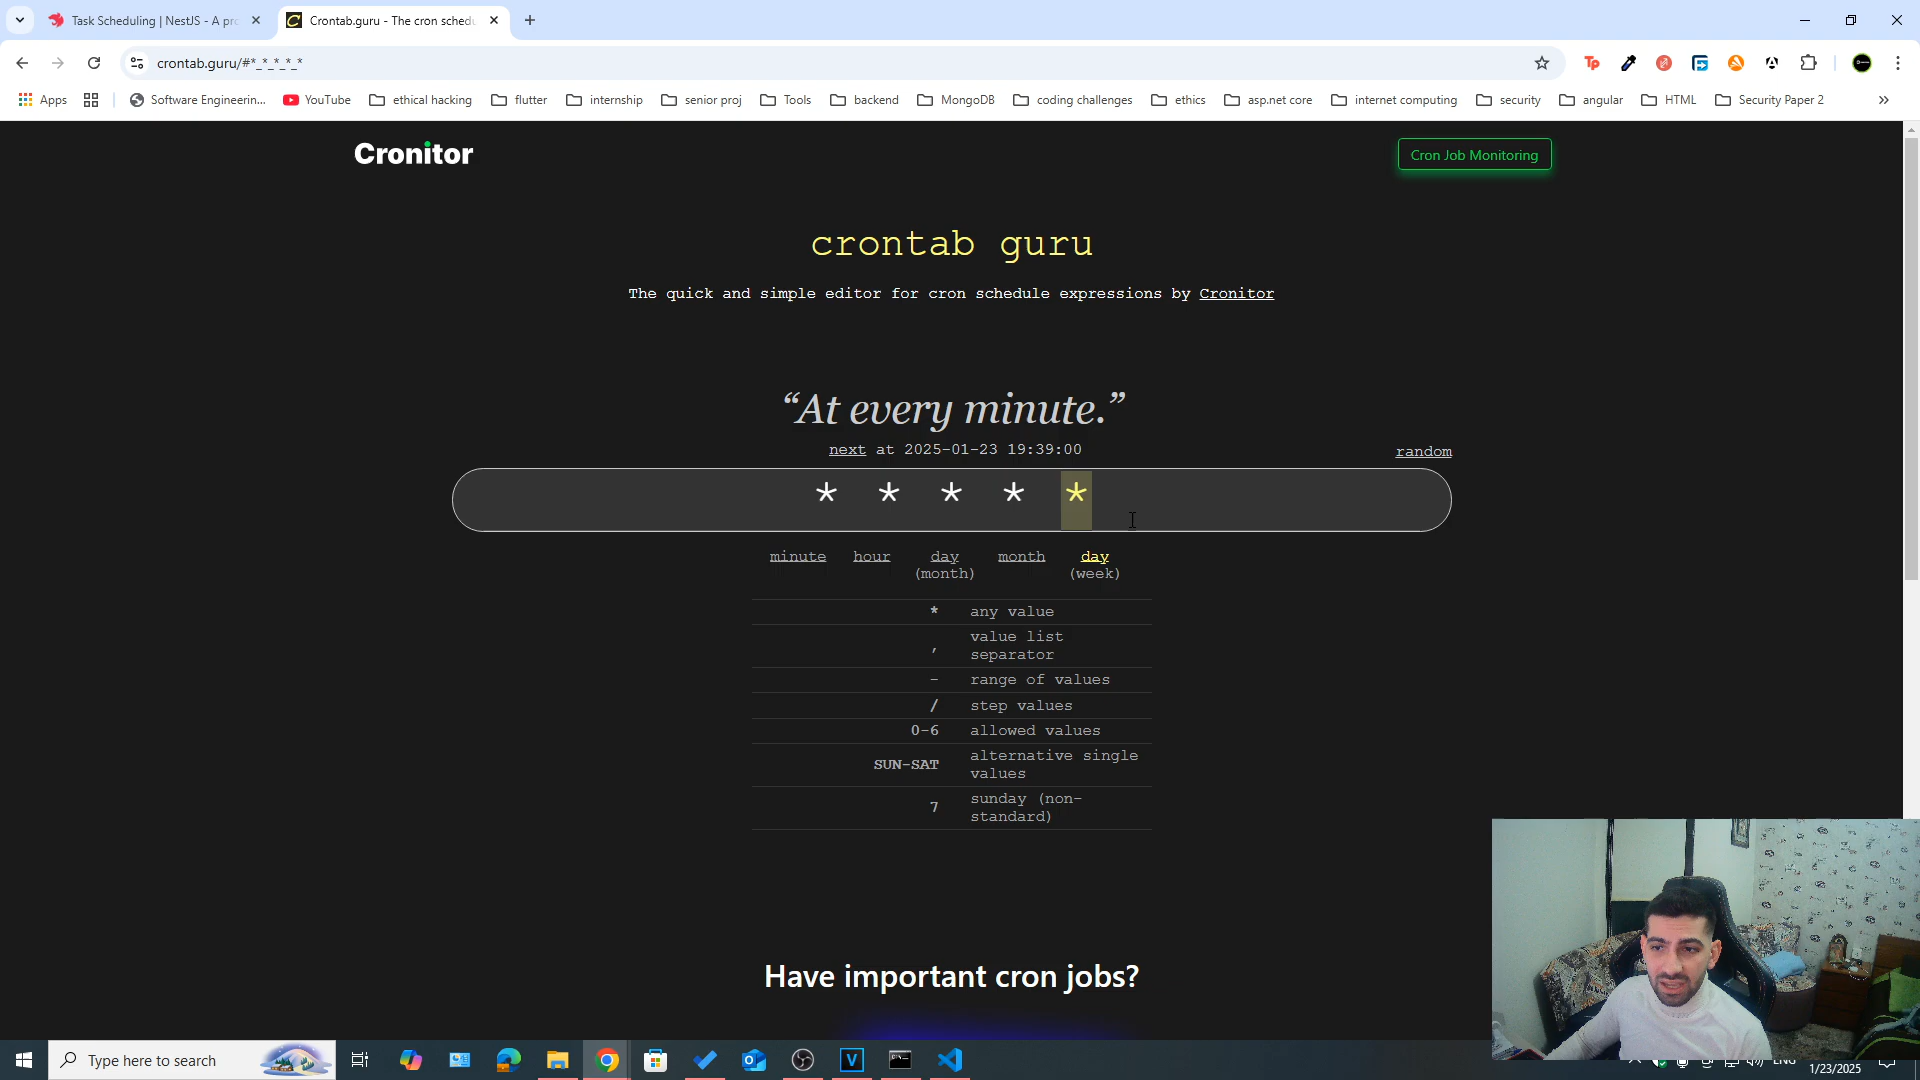 Task Scheduling | NestJS - A pro
Crontab.guru - The cron schedu
crontab.guru/#*_*_*_*_*
Apps
Software Engineerin...
YouTube
ethical hacking
flutter
internship
senior proj
Tools
backend
MongoDB
coding challenges
ethics
asp.net core
internet computing
security
angular
HTML
Security Paper 2
Cronitor
Cron Job Monitoring
crontab guru
The quick and simple editor for cron schedule expressions by Cronitor
“At every minute.”
next at 2025-01-23 19:39:00
random
* * * * *
minute hour day (month) month day (week)
* any value
, value list
separator
- range of values
/ step values
0-6 allowed values
SUN-SAT alternative single
values
7 sunday (non-
standard)
Have important cron jobs?
Type here to search
ENG
1/23/2025